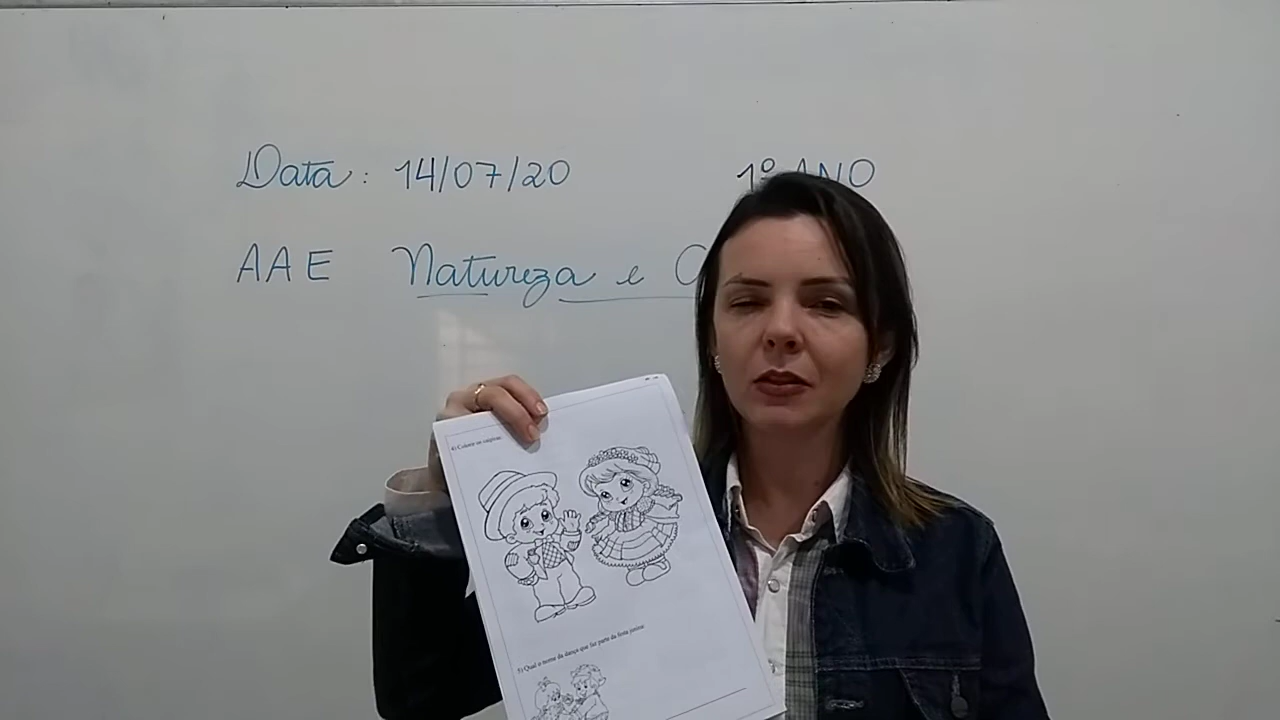 Data: 14/07/20 1º ANO
AAE Natureza e
4) Colorir os caipiras
5) Qual o nome da dança que faz parte da festa junina